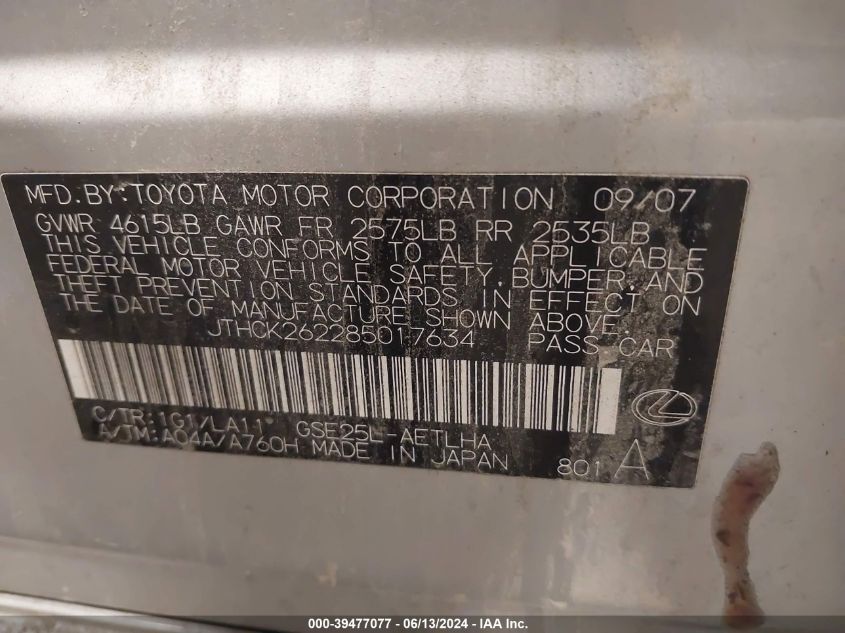 MFD.BY:TOYOTA MOTOR CORPORATION 09/07
GVWR 4615LB GAWR FR 2575LB RR 2535LB
THIS VEHICLE CONFORMS TO ALL APPLICABLE
FEDERAL MOTOR VEHICLE SAFETY,BUMPER,AND
THEFT PREVENTION STANDARDS IN EFFECT ON
THE DATE OF MANUFACTURE SHOWN ABOVE.
JTHCK262285017634 PASS.CAR
C/TR:1G1/LA11 GSE25L-AETLHA
A/TM:A04A/A760H MADE IN JAPAN 801 A
000-39477077 - 06/13/2024 - IAA Inc.